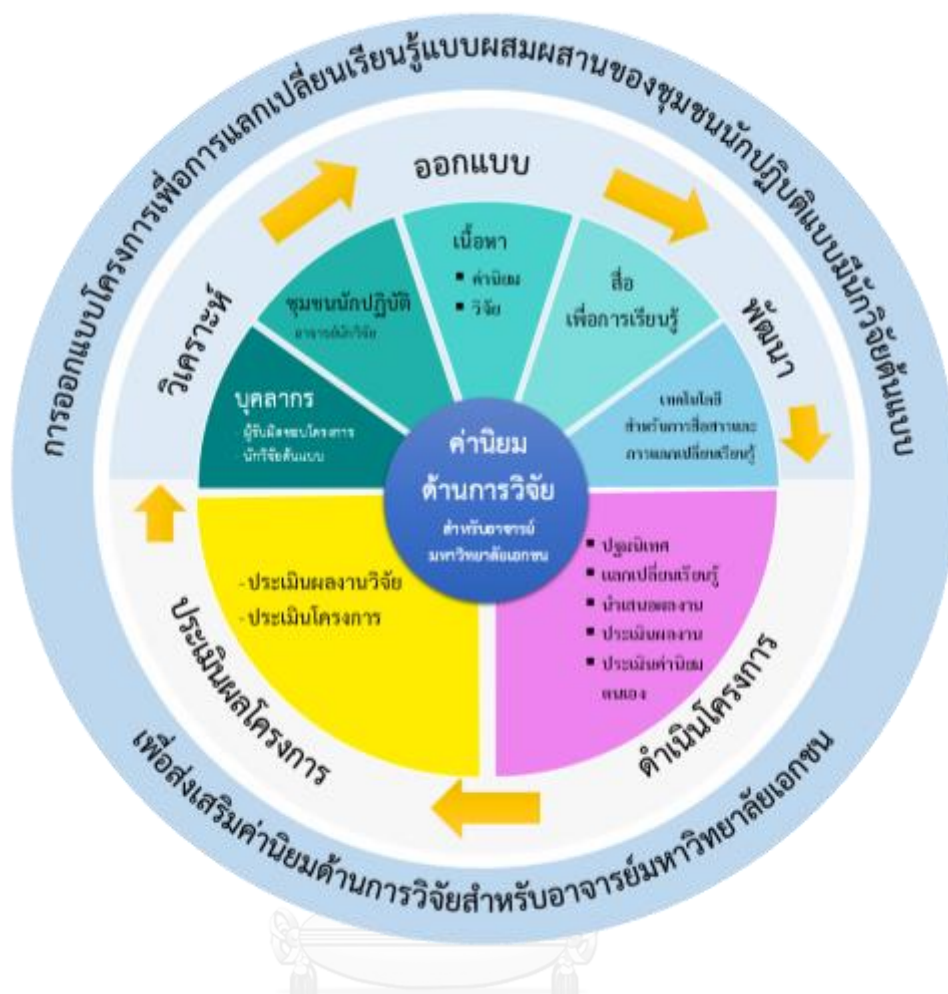 การออกแบบโครงการเพื่อการแลกเปลี่ยนเรียนรู้แบบผสมผสานของชุมชนนักปฏิบัติแบบมีนักวิจัยต้นแบบ
เพื่อส่งเสริมค่านิยมด้านการวิจัยสำหรับอาจารย์มหาวิทยาลัยเอกชน
วิเคราะห์
ออกแบบ
พัฒนา
ดำเนินโครงการ
ประเมินผลโครงการ
บุคลากร
- ผู้รับผิดชอบโครงการ
- นักวิจัยต้นแบบ
ชุมชนนักปฏิบัติ
อาจารย์นักวิจัย
เนื้อหา
▪ ค่านิยม
▪ วิจัย
สื่อ
เพื่อการเรียนรู้
เทคโนโลยี
สำหรับการสื่อสารและ
การแลกเปลี่ยนเรียนรู้
▪ ปฐมนิเทศ
▪ แลกเปลี่ยนเรียนรู้
▪ นำเสนอผลงาน
▪ ประเมินผลงาน
▪ ประเมินค่านิยม
ตนเอง
- ประเมินผลงานวิจัย
- ประเมินโครงการ
ค่านิยม
ด้านการวิจัย
สำหรับอาจารย์
มหาวิทยาลัยเอกชน